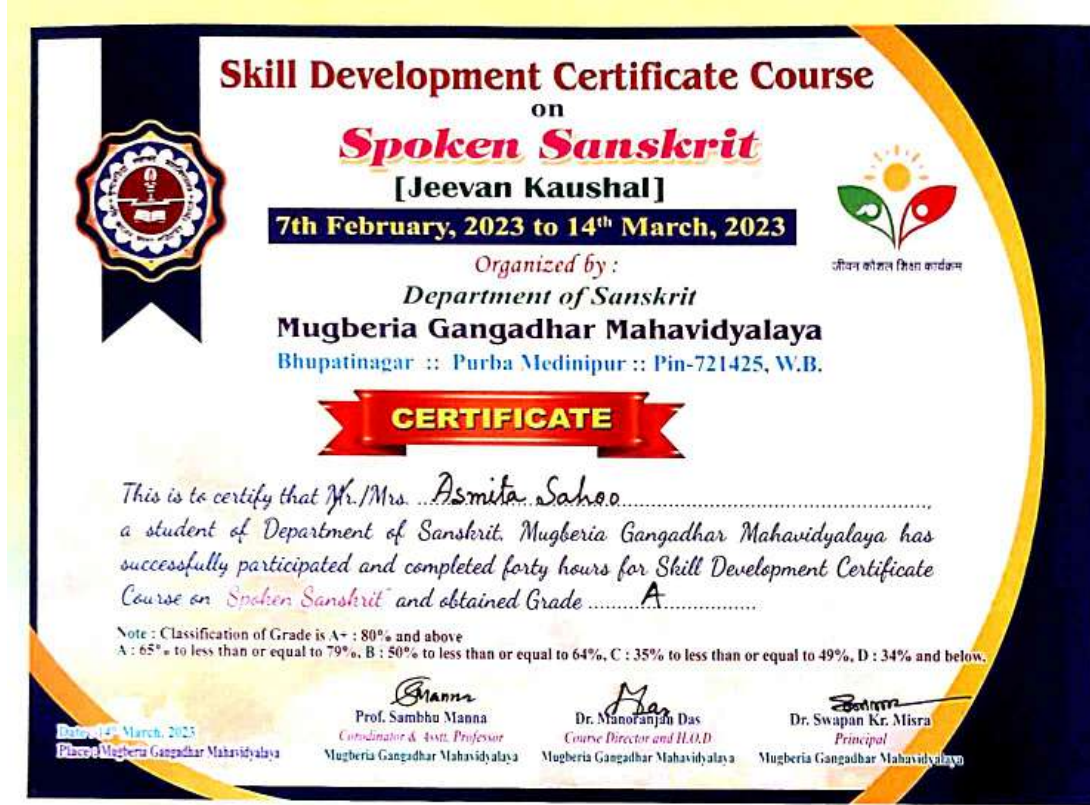 Skill Development Certificate Course
on
Spoken Sanskrit
[Jeevan Kaushal]
7th February, 2023 to 14th March, 2023
जीवन कौशल शिक्षा कार्यक्रम
Organized by :
Department of Sanskrit
Mugberia Gangadhar Mahavidyalaya
Bhupatinagar :: Purba Medinipur :: Pin-721425, W.B.
CERTIFICATE
This is to certify that Mr./Mrs. Asmita Sahoo
a student of Department of Sanskrit, Mugberia Gangadhar Mahavidyalaya has
successfully participated and completed forty hours for Skill Development Certificate
Course on "Spoken Sanskrit" and obtained Grade A
Note : Classification of Grade is A+ : 80% and above
A : 65% to less than or equal to 79%, B : 50% to less than or equal to 64%, C : 35% to less than or equal to 49%, D : 34% and below.
SManna
Prof. Sambhu Manna
Coordinator & Asst. Professor
Mugberia Gangadhar Mahavidyalaya
MDas
Dr. Manoranjan Das
Course Director and H.O.D.
Mugberia Gangadhar Mahavidyalaya
Dr. Swapan Kr. Misra
Principal
Mugberia Gangadhar Mahavidyalaya
Date : 14th March, 2023
Place : Mugberia Gangadhar Mahavidyalaya